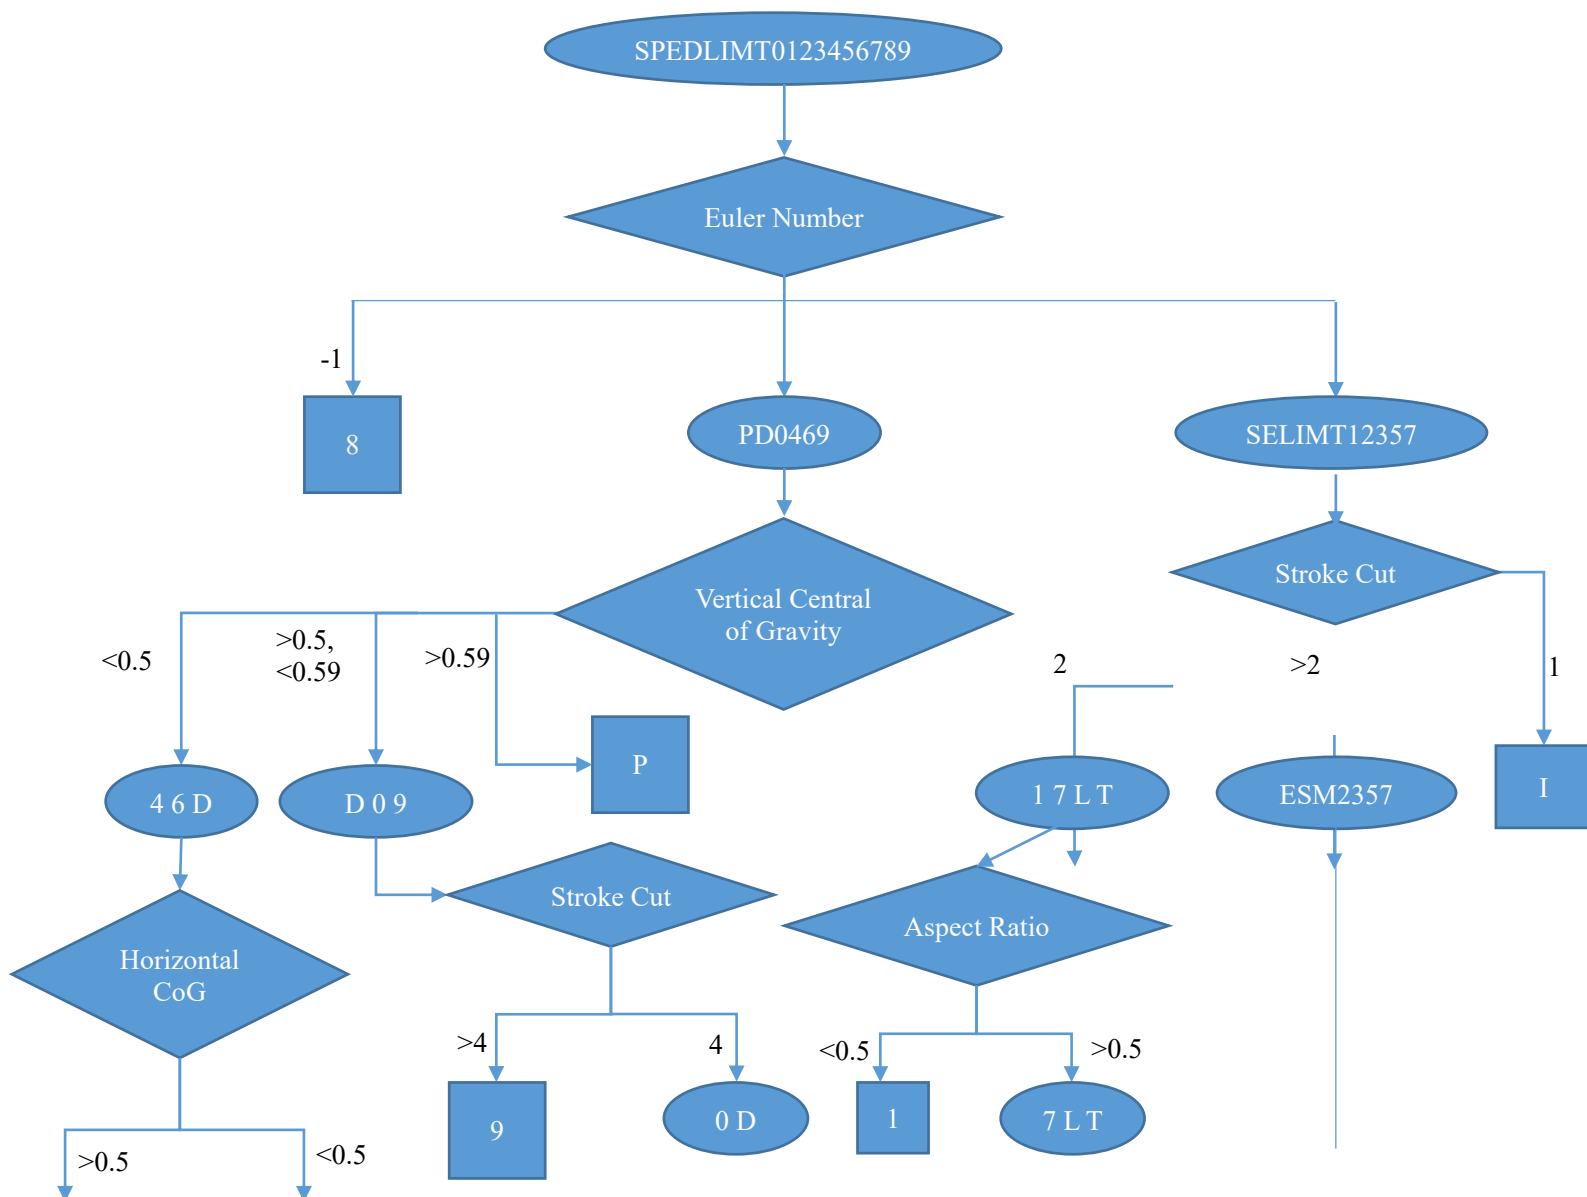 SPEDLIMT0123456789
Euler Number
-1
8
PD0469
SELIMT12357
Stroke Cut
Vertical Central
of Gravity
<0.5
>0.5,
<0.59
>0.59
2
>2
1
P
I
4 6 D
D 0 9
1 7 L T
ESM2357
Stroke Cut
Aspect Ratio
Horizontal
CoG
>4
4
<0.5
>0.5
9
0 D
1
7 L T
>0.5
<0.5